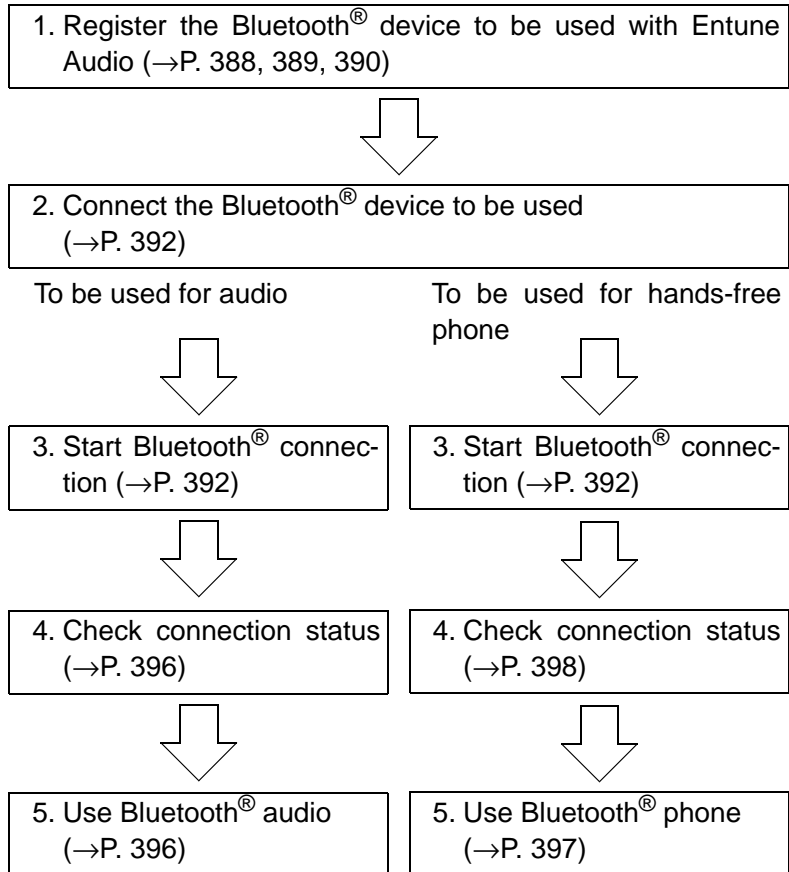 1. Register the Bluetooth® device to be used with Entune
Audio (→P. 388, 389, 390)
2. Connect the Bluetooth® device to be used
(→P. 392)
To be used for audio
To be used for hands-free
phone
3. Start Bluetooth® connec-
tion (→P. 392)
3. Start Bluetooth® connec-
tion (→P. 392)
4. Check connection status
(→P. 396)
4. Check connection status
(→P. 398)
5. Use Bluetooth® audio
(→P. 396)
5. Use Bluetooth® phone
(→P. 397)